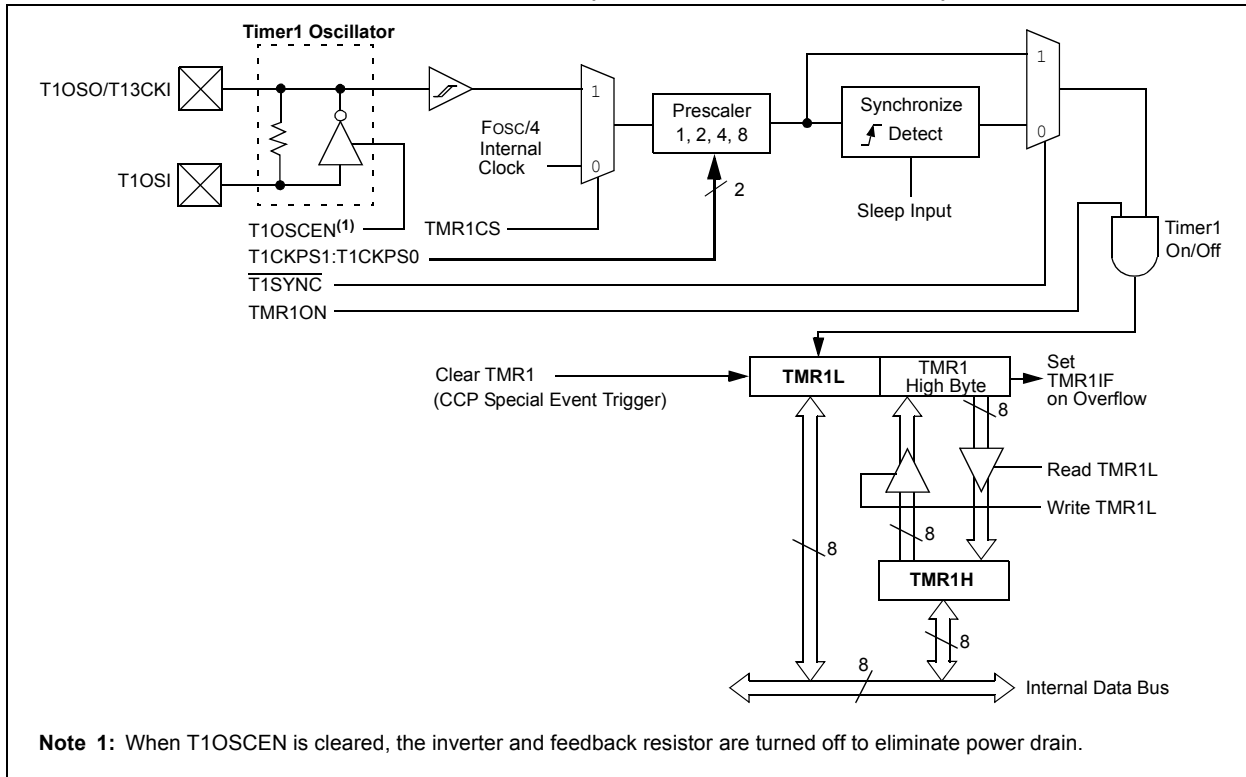 Timer1 Oscillator
T1OSO/T13CKI
T1OSI
1
0
FOSC/4
Internal
Clock
Prescaler
1, 2, 4, 8
2
Synchronize
Detect
Sleep Input
1
0
Timer1
On/Off
T1OSCEN(1)
TMR1CS
T1CKPS1:T1CKPS0
T1SYNC
TMR1ON
Clear TMR1
(CCP Special Event Trigger)
TMR1L
TMR1
High Byte
Set
TMR1IF
on Overflow
8
Read TMR1L
Write TMR1L
8
8
TMR1H
8
8
Internal Data Bus
Note 1: When T1OSCEN is cleared, the inverter and feedback resistor are turned off to eliminate power drain.